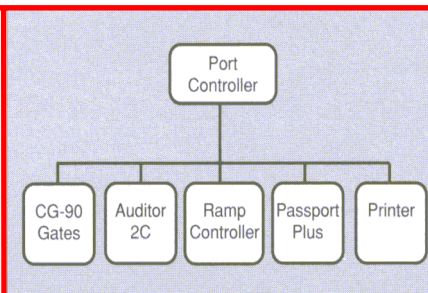 Port
Controller
CG-90
Gates
Auditor
2C
Ramp
Controller
Passport
Plus
Printer